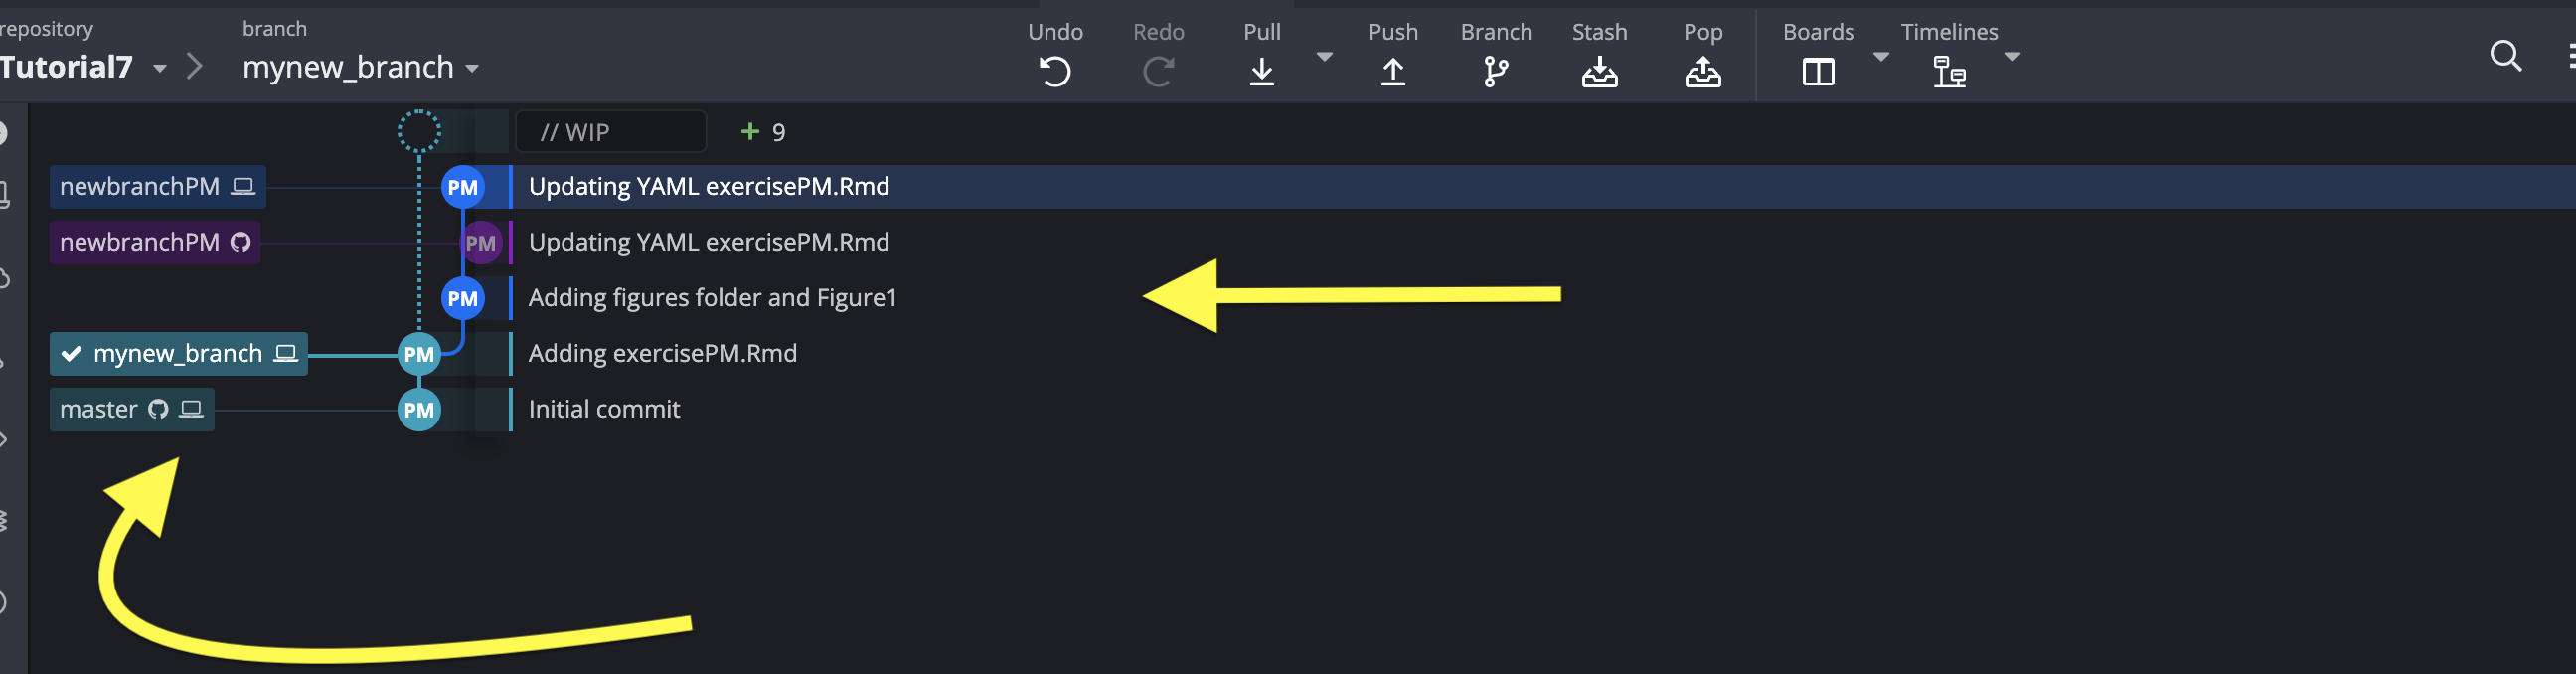 repository
Tutorial7
branch
mynew_branch
Undo
Redo
Pull
Push
Branch
Stash
Pop
Boards
Timelines
// WIP
+ 9
newbranchPM
PM
Updating YAML exercisePM.Rmd
newbranchPM
PM
Updating YAML exercisePM.Rmd
PM
Adding figures folder and Figure1
mynew_branch
PM
Adding exercisePM.Rmd
master
PM
Initial commit